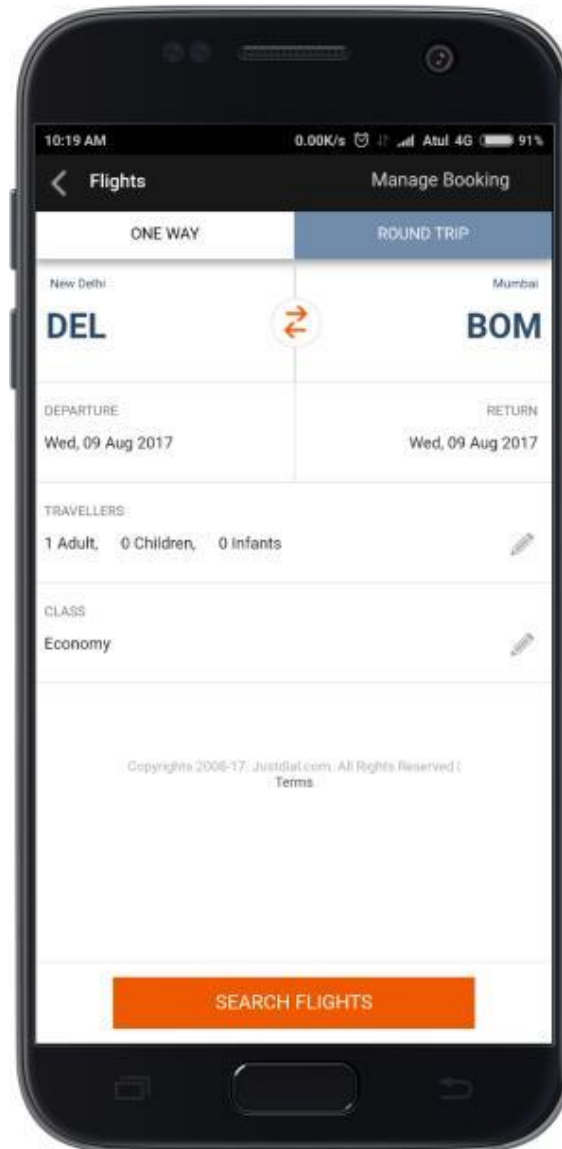 10:19 AM 0.00K/s Atul 4G 91%
Flights Manage Booking
ONE WAY ROUND TRIP
New Delhi Mumbai
DEL BOM
DEPARTURE RETURN
Wed, 09 Aug 2017 Wed, 09 Aug 2017
TRAVELLERS
1 Adult, 0 Children, 0 Infants
CLASS
Economy
Copyrights 2008-17. Justdial.com. All Rights Reserved |
Terms
SEARCH FLIGHTS